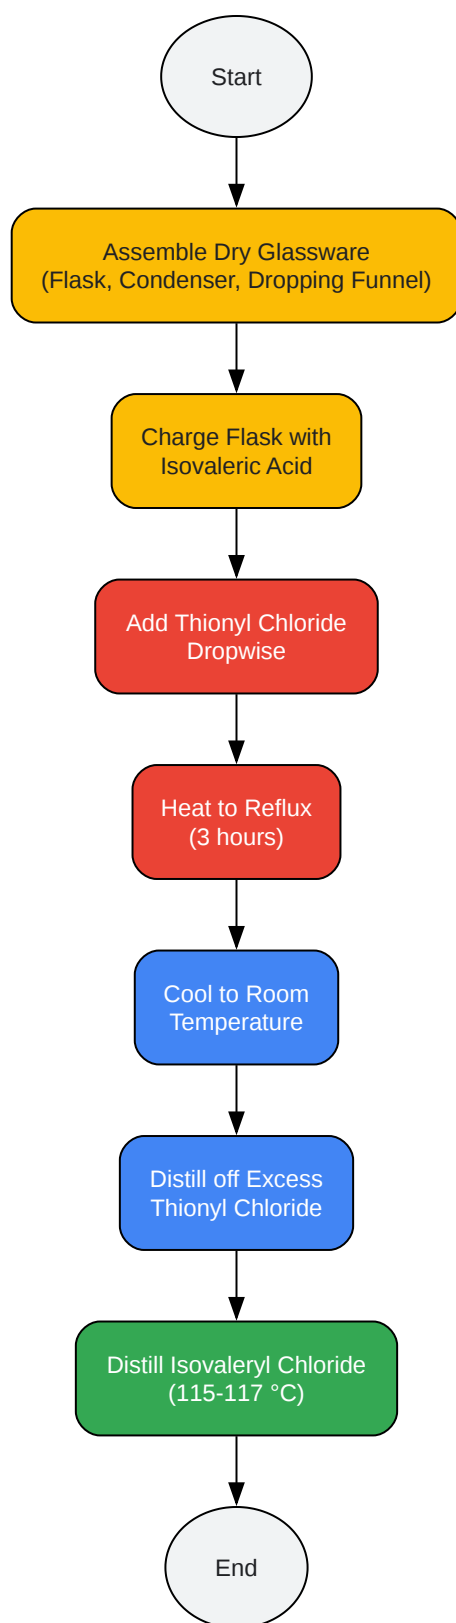 Start
Assemble Dry Glassware
(Flask, Condenser, Dropping Funnel)
Charge Flask with
Isovaleric Acid
Add Thionyl Chloride
Dropwise
Heat to Reflux
(3 hours)
Cool to Room
Temperature
Distill off Excess
Thionyl Chloride
Distill Isovaleryl Chloride
(115-117 °C)
End